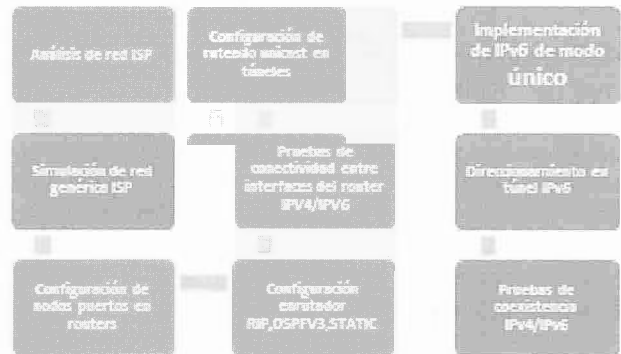 Análisis de red ISP
Simulación de red
genérica ISP
Configuración de
nodos puertos en
routers
Configuración
enrutador
RIP,OSPFV3,STATIC
Pruebas de
conectividad entre
interfaces del router
IPV4/IPV6
Configuración de
ruteado unicast en
túneles
Implementación
de IPv6 de modo
único
Direccionamiento en
túnel IPv6
Pruebas de
coexistencia
IPv4/IPv6